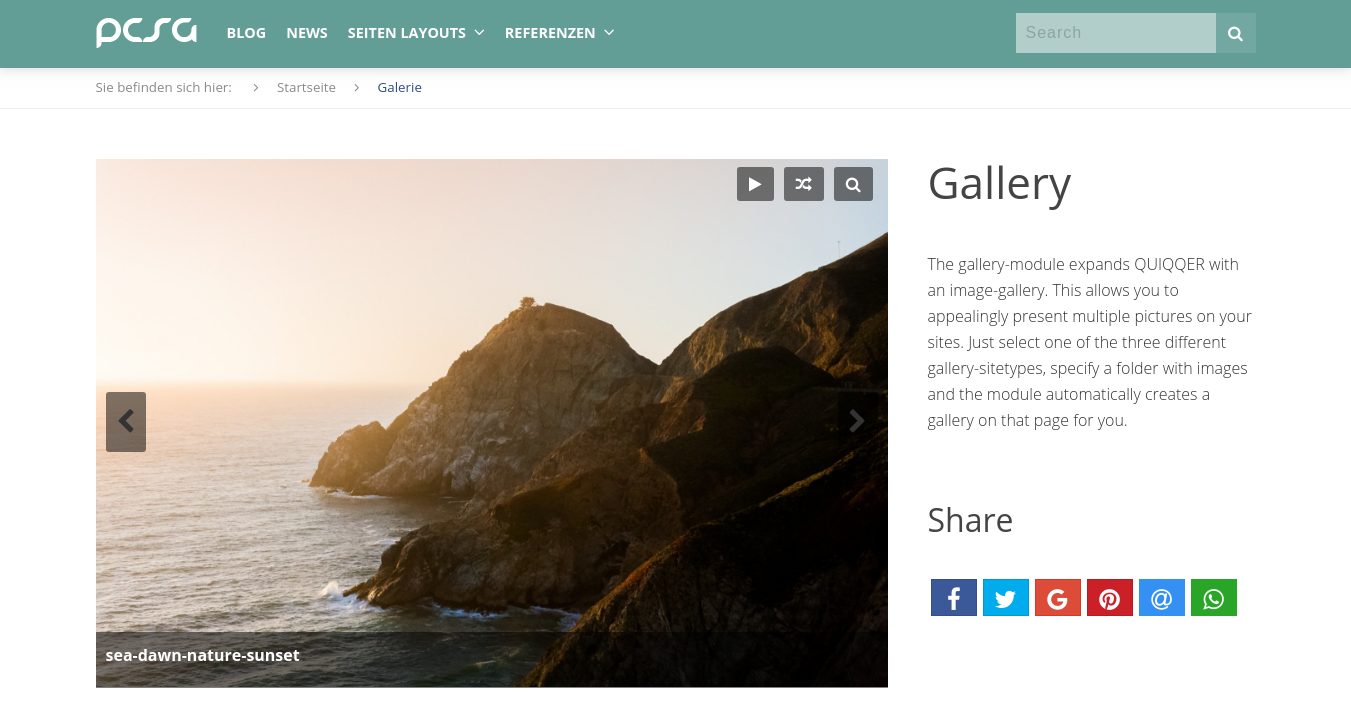 pcsg
BLOG NEWS SEITEN LAYOUTS REFERENZEN
Search
Sie befinden sich hier: Startseite Galerie
sea-dawn-nature-sunset
Gallery
The gallery-module expands QUIQQER with
an image-gallery. This allows you to
appealingly present multiple pictures on your
sites. Just select one of the three different
gallery-sitetypes, specify a folder with images
and the module automatically creates a
gallery on that page for you.
Share